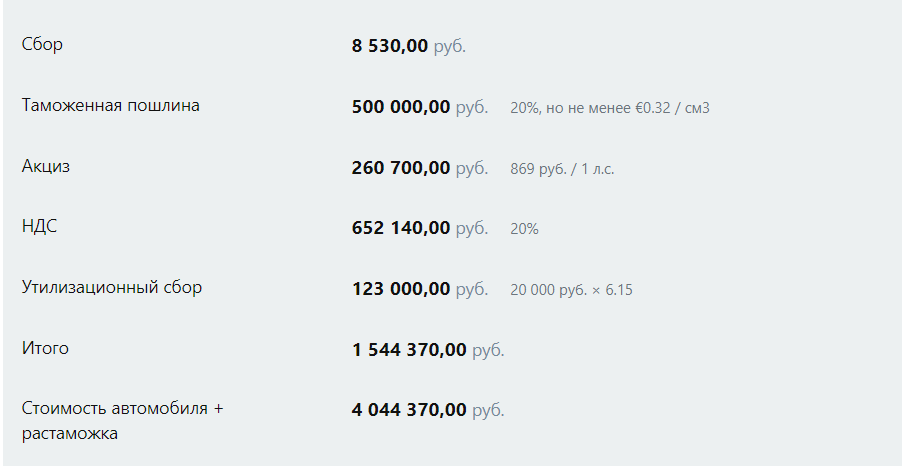 Сбор 8 530,00 руб.
Таможенная пошлина 500 000,00 руб. 20%, но не менее €0.32 / см3
Акциз 260 700,00 руб. 869 руб. / 1 л.с.
НДС 652 140,00 руб. 20%
Утилизационный сбор 123 000,00 руб. 20 000 руб. × 6.15
Итого 1 544 370,00 руб.
Стоимость автомобиля + 4 044 370,00 руб.
растаможка